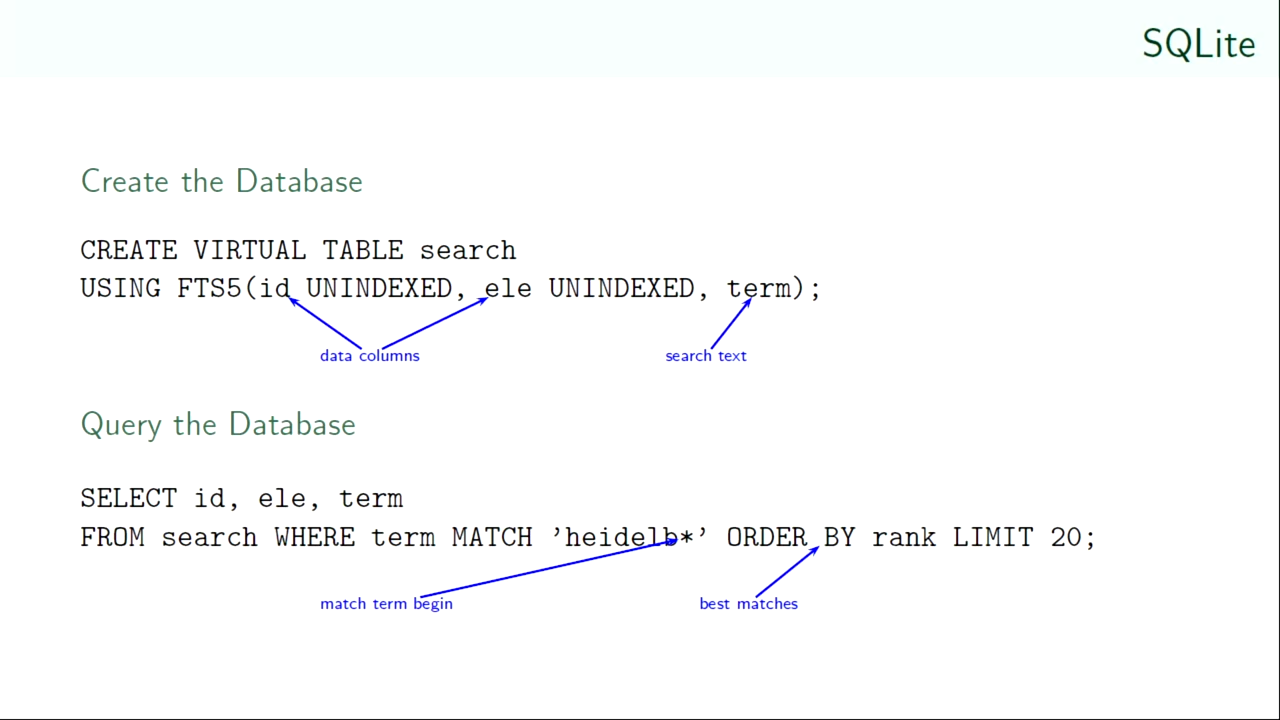 SQLite
Create the Database
CREATE VIRTUAL TABLE search
USING FTS5(id UNINDEXED, ele UNINDEXED, term);
data columns
search text
Query the Database
SELECT id, ele, term
FROM search WHERE term MATCH ’heidelb*’ ORDER BY rank LIMIT 20;
match term begin
best matches